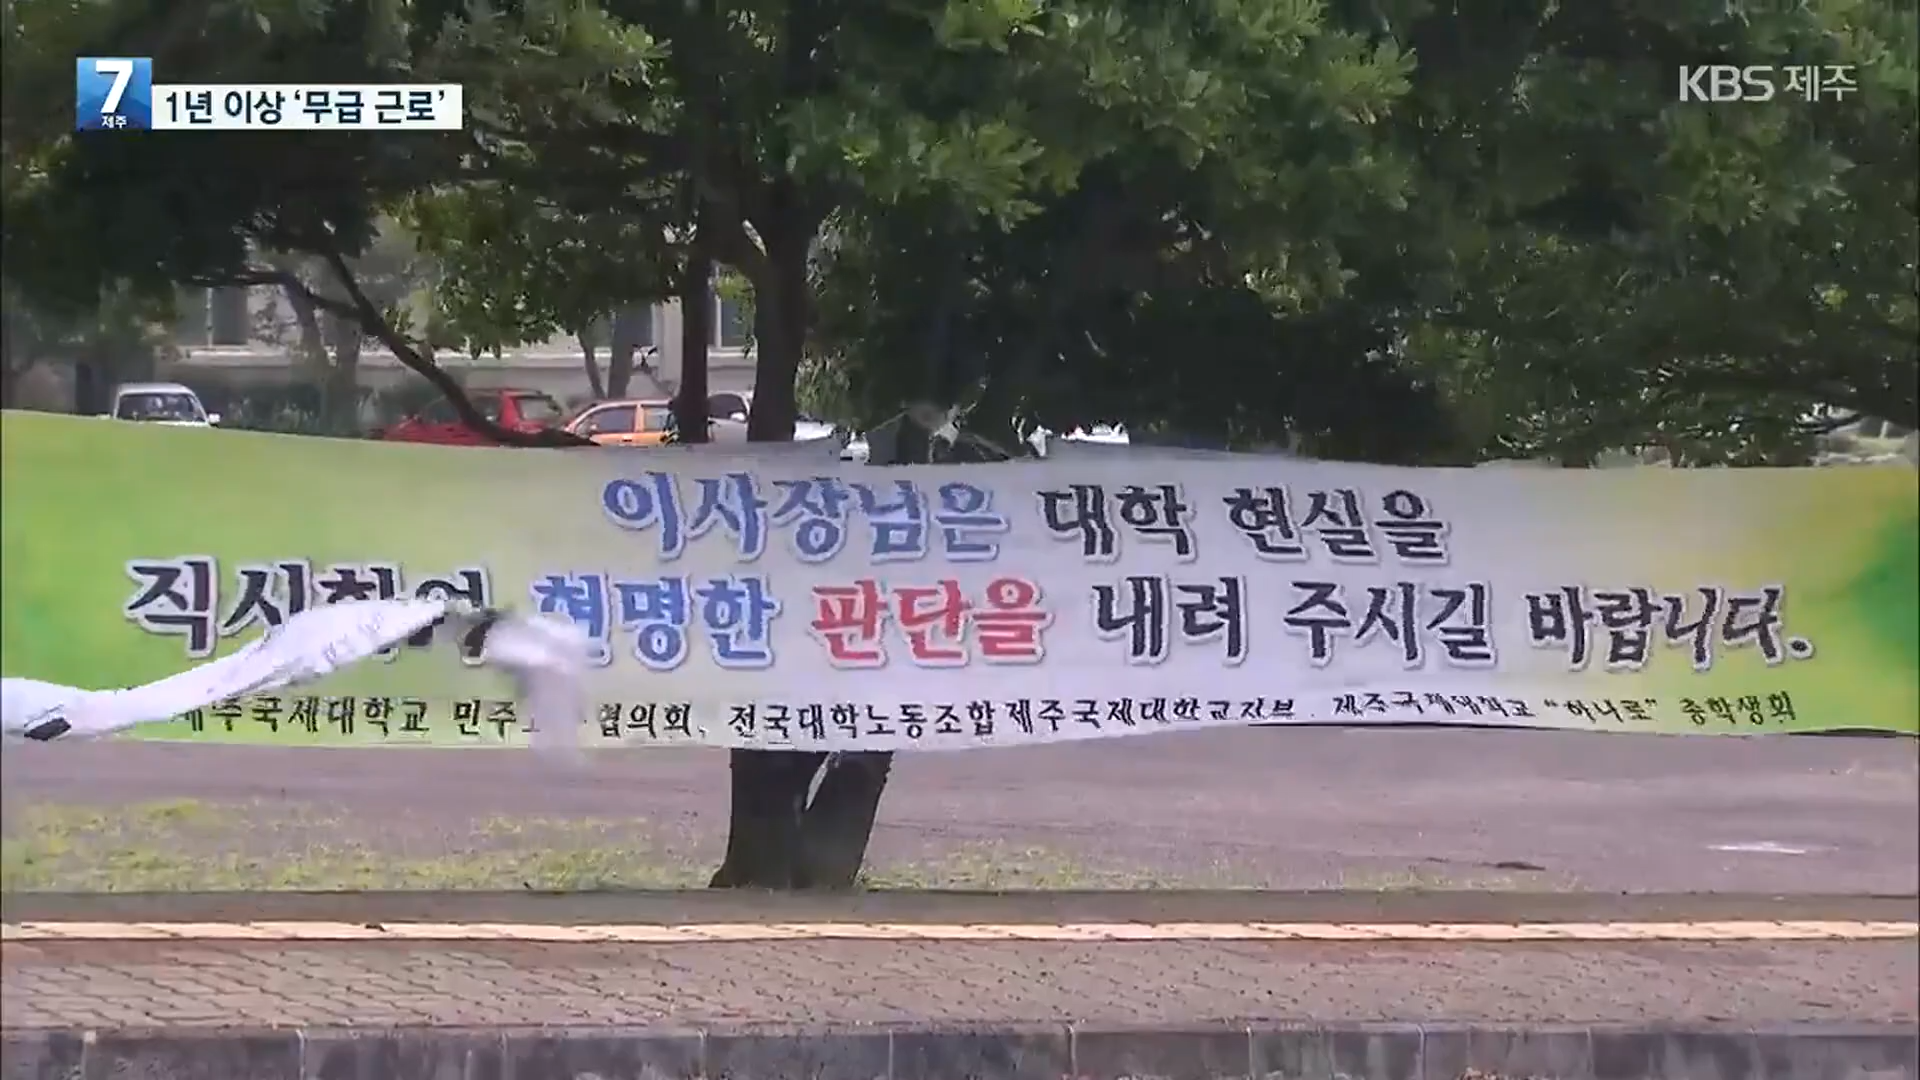 7 제주
1년 이상 ‘무급 근로’
KBS 제주
이사장님은 대학 현실을
직시하여 현명한 판단을 내려 주시길 바랍니다.
제주국제대학교 협의회, 전국대학노동조합제주국제대학교지부, 제주국제대학교 “하나로” 총학생회